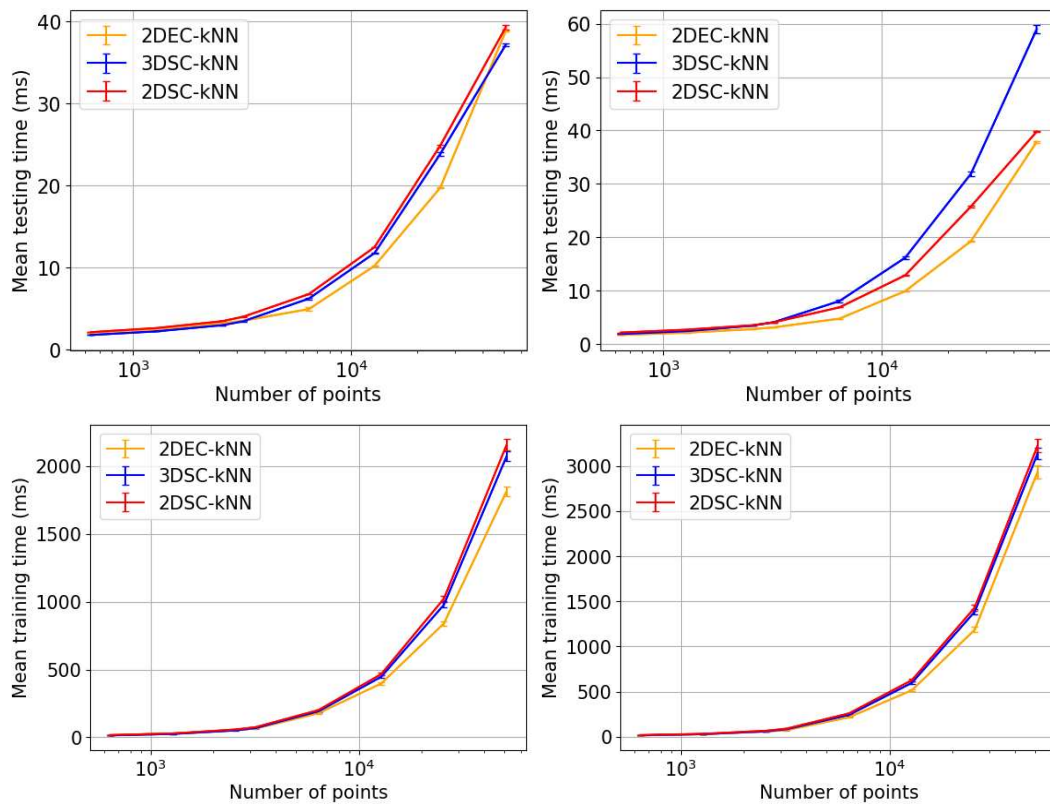 40
30
20
10
0
Mean testing time (ms)
2DEC-kNN
3DSC-kNN
2DSC-kNN
10³
10⁴
Number of points
60
50
40
30
20
10
0
Mean testing time (ms)
2DEC-kNN
3DSC-kNN
2DSC-kNN
10³
10⁴
Number of points
2000
1500
1000
500
0
Mean training time (ms)
2DEC-kNN
3DSC-kNN
2DSC-kNN
10³
10⁴
Number of points
3000
2500
2000
1500
1000
500
0
Mean training time (ms)
2DEC-kNN
3DSC-kNN
2DSC-kNN
10³
10⁴
Number of points